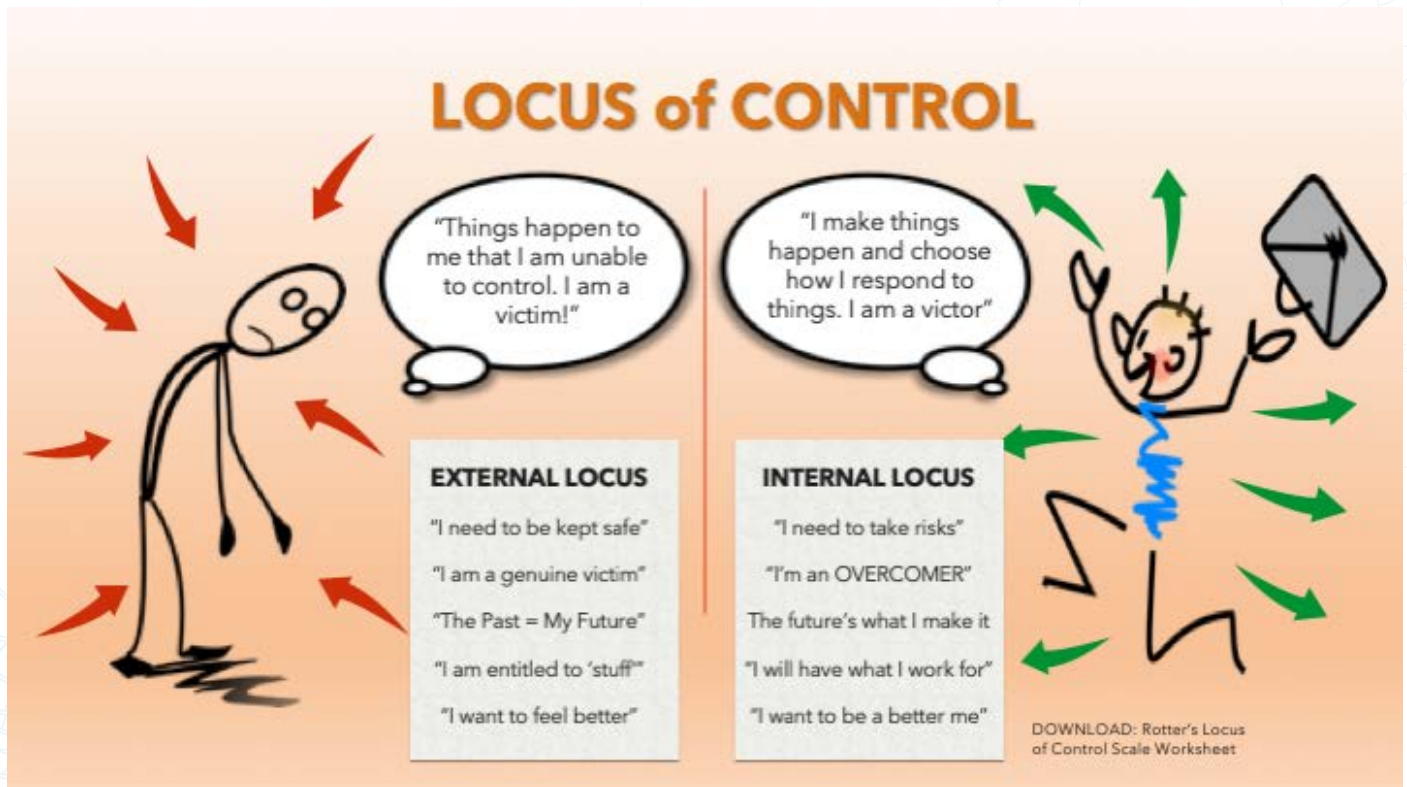 LOCUS of CONTROL
“Things happen to
me that I am unable
to control. I am a
victim!”
“I make things
happen and choose
how I respond to
things. I am a victor”
EXTERNAL LOCUS
“I need to be kept safe”
“I am a genuine victim”
“The Past = My Future”
“I am entitled to ‘stuff’”
“I want to feel better”
INTERNAL LOCUS
“I need to take risks”
“I’m an OVERCOMER”
The future’s what I make it
“I will have what I work for”
“I want to be a better me”
DOWNLOAD: Rotter’s Locus
of Control Scale Worksheet